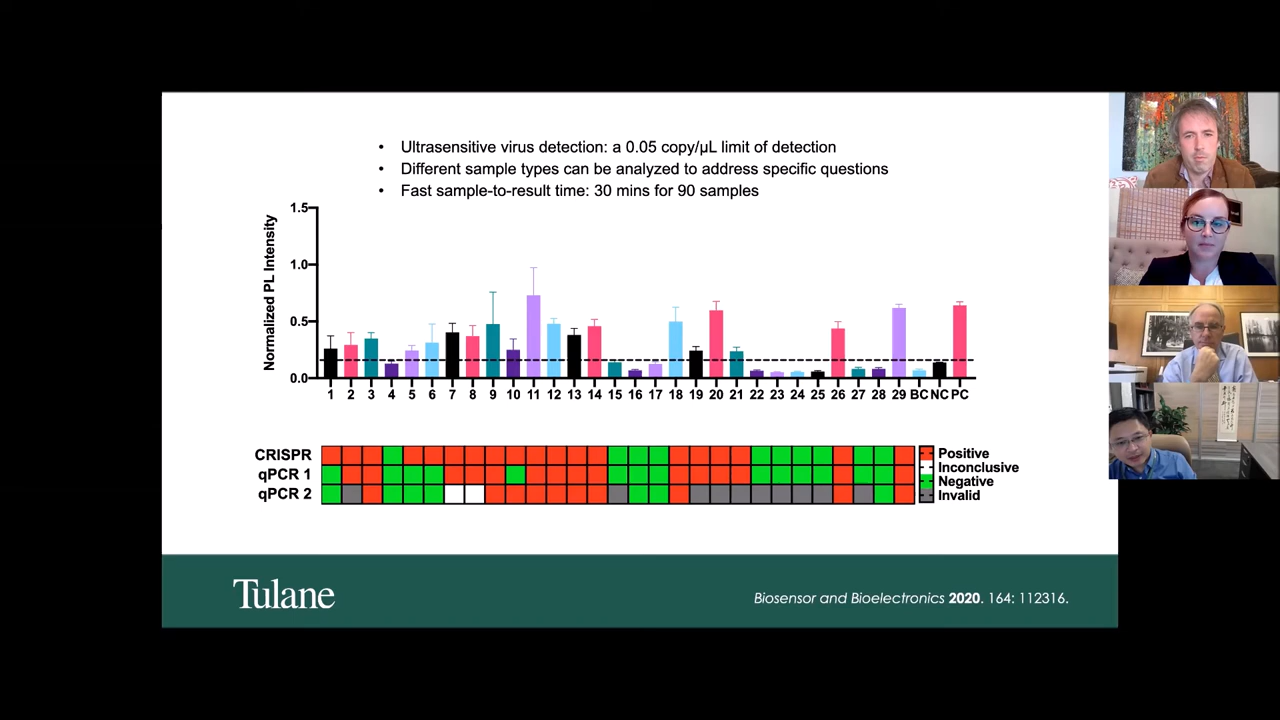 • Ultrasensitive virus detection: a 0.05 copy/µL limit of detection
• Different sample types can be analyzed to address specific questions
• Fast sample-to-result time: 30 mins for 90 samples
Normalized PL Intensity
1.5
1.0
0.5
0.0
1 2 3 4 5 6 7 8 9 10 11 12 13 14 15 16 17 18 19 20 21 22 23 24 25 26 27 28 29 BC NC PC
CRISPR
qPCR 1
qPCR 2
Positive
Inconclusive
Negative
Invalid
Tulane
Biosensor and Bioelectronics 2020. 164: 112316.